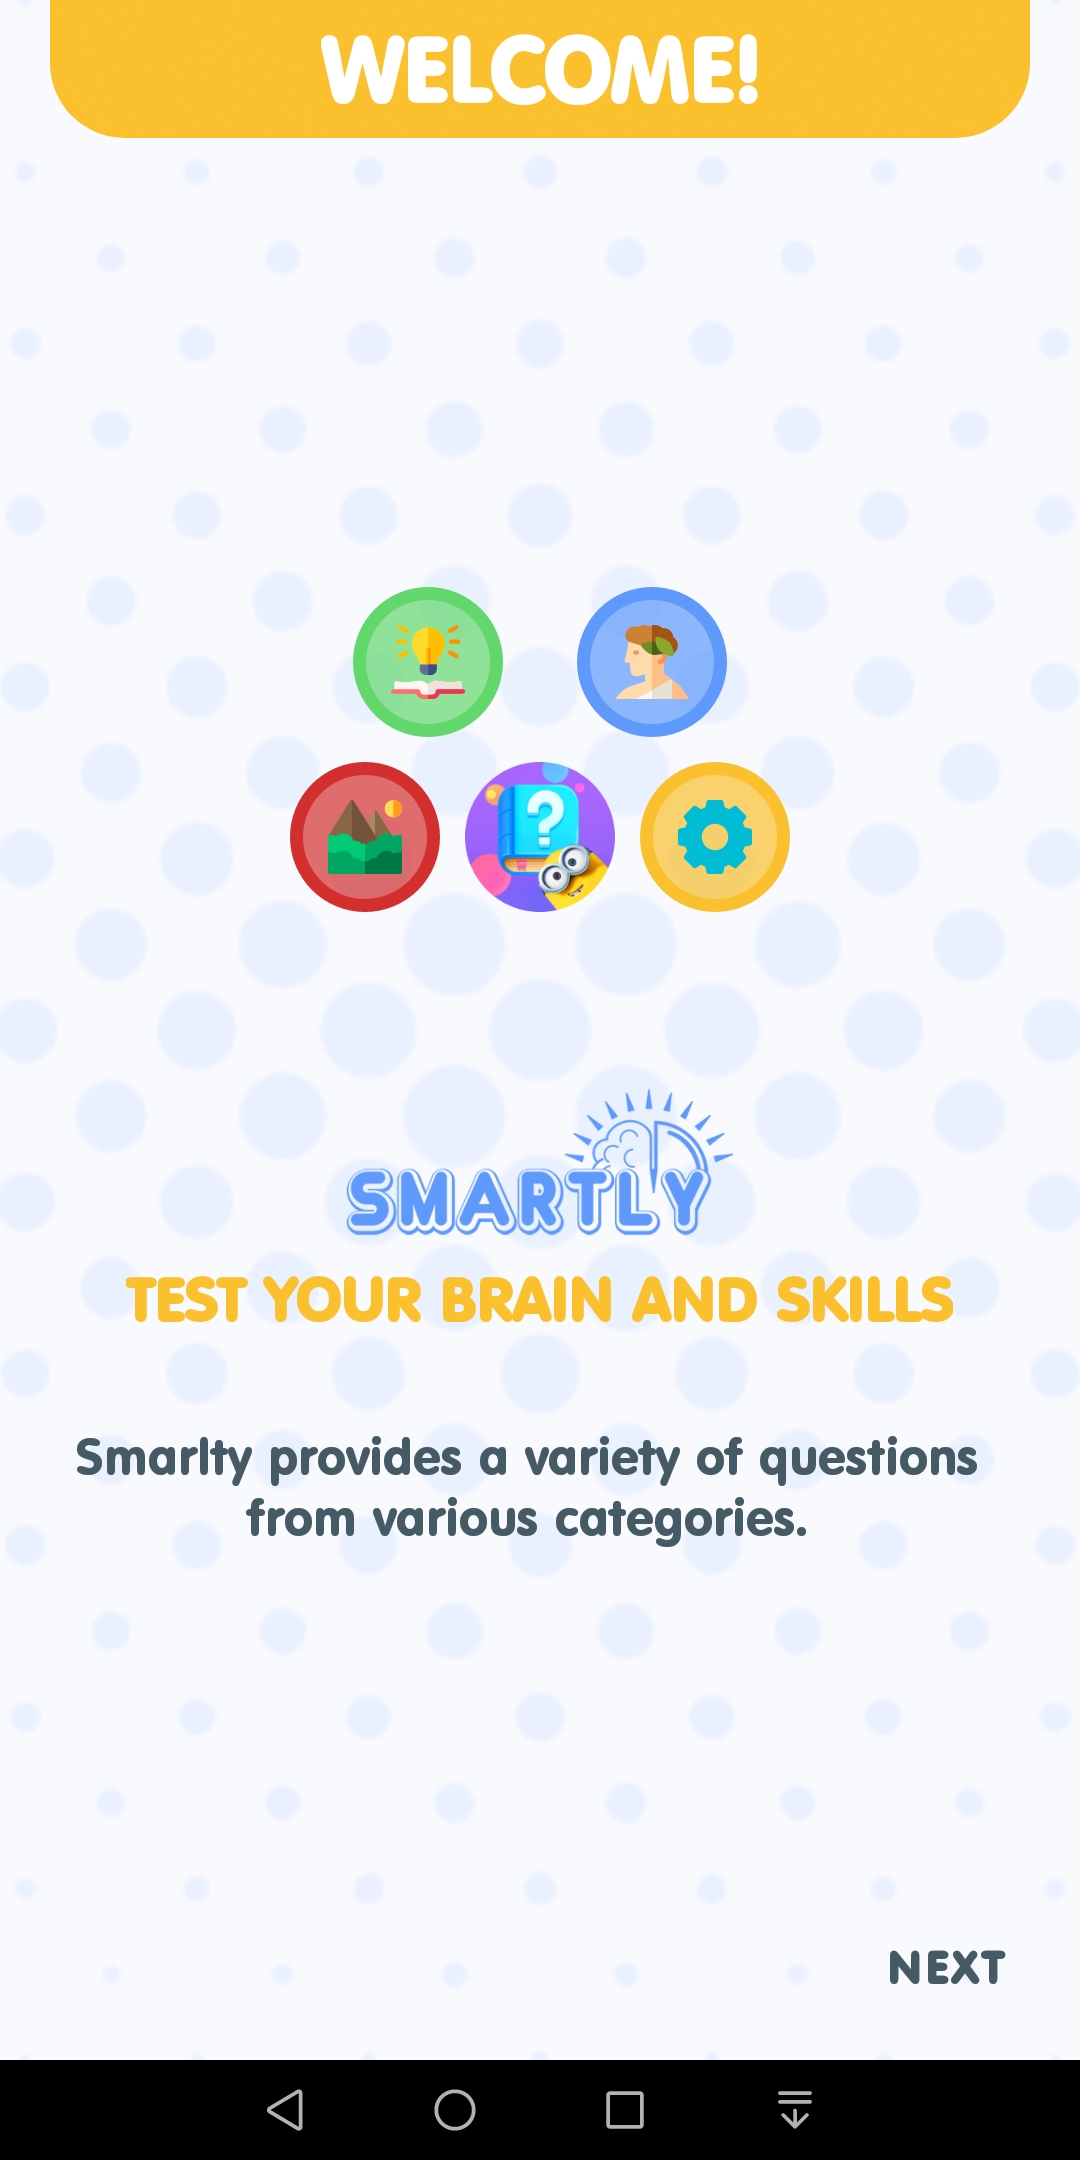 WELCOME!
?
SMARTLY
TEST YOUR BRAIN AND SKILLS
Smarlty provides a variety of questions
from various categories.
NEXT